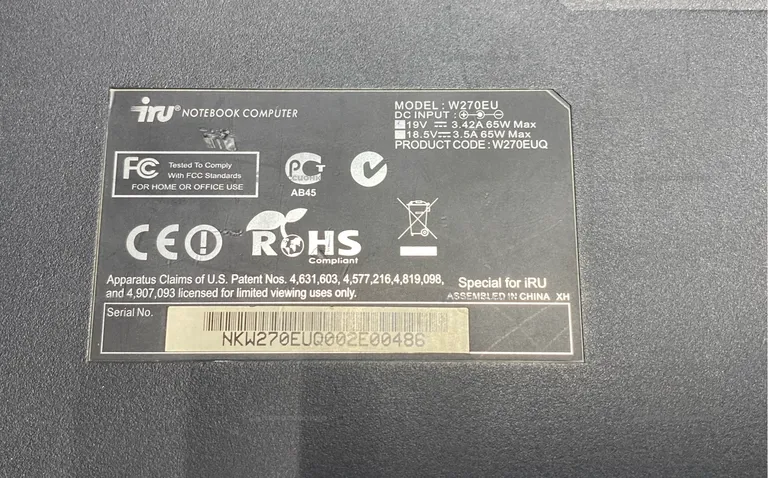 iru® NOTEBOOK COMPUTER
MODEL : W270EU
DC INPUT :
19V 3.42A 65W Max
18.5V 3.5A 65W Max
PRODUCT CODE : W270EUQ
FC Tested To Comply
With FCC Standards
FOR HOME OR OFFICE USE
AB45
CE
RoHS
Compliant
Apparatus Claims of U.S. Patent Nos. 4,631,603, 4,577,216,4,819,098,
and 4,907,093 licensed for limited viewing uses only.
Special for iRU
ASSEMBLED IN CHINA XH
Serial No.
NKW270EUQ002E00486